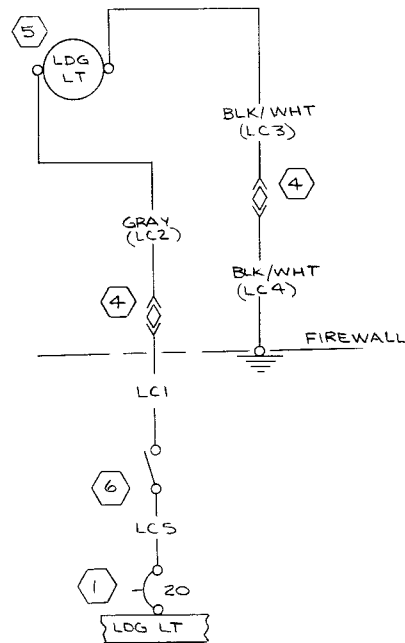 5
LDG
LT
BLK/WHT
(LC3)
4
GRAY
(LC2)
BLK/WHT
(LC4)
4
FIREWALL
LC1
6
LC5
1
20
LDG LT